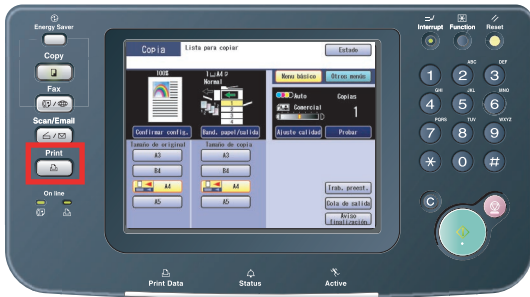 Energy Saver
Copy
Fax
Scan/Email
Print
On line
Copia
Lista para copiar
Estado
100%
1 A4
Normal
Menu básico
Otros menús
Auto
Copias
Comercial
1
Confirmar config.
Band. papel/salida
Ajuste calidad
Probar
Tamaño de original
Tamaño de copia
A3
A3
B4
B4
A4
A4
A5
A5
Trab. preest.
Cola de salida
Aviso
finalización
Print Data
Status
Active
Interrupt
Function
Reset
1
ABC
2
DEF
3
GHI
4
JKL
5
MNO
6
PQRS
7
TUV
8
WXYZ
9
*
0
#
C